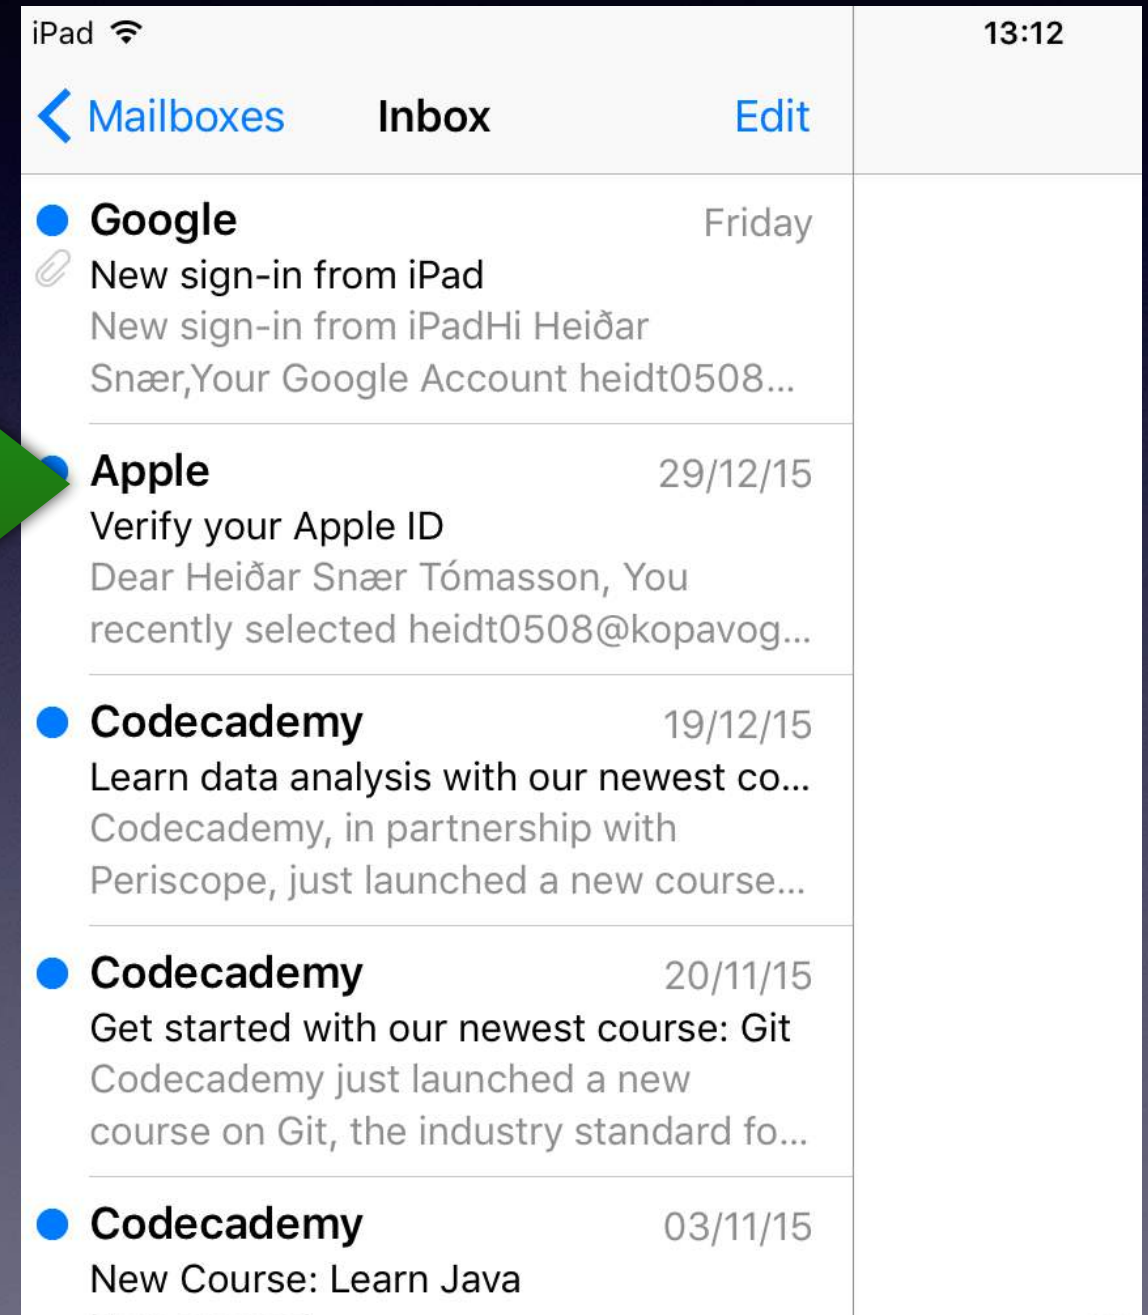 iPad 13:12
Mailboxes Inbox Edit
Google Friday
New sign-in from iPad
New sign-in from iPadHi Heiðar
Snær,Your Google Account heidt0508...
Apple 29/12/15
Verify your Apple ID
Dear Heiðar Snær Tómasson, You
recently selected heidt0508@kopavog...
Codecademy 19/12/15
Learn data analysis with our newest co...
Codecademy, in partnership with
Periscope, just launched a new course...
Codecademy 20/11/15
Get started with our newest course: Git
Codecademy just launched a new
course on Git, the industry standard fo...
Codecademy 03/11/15
New Course: Learn Java